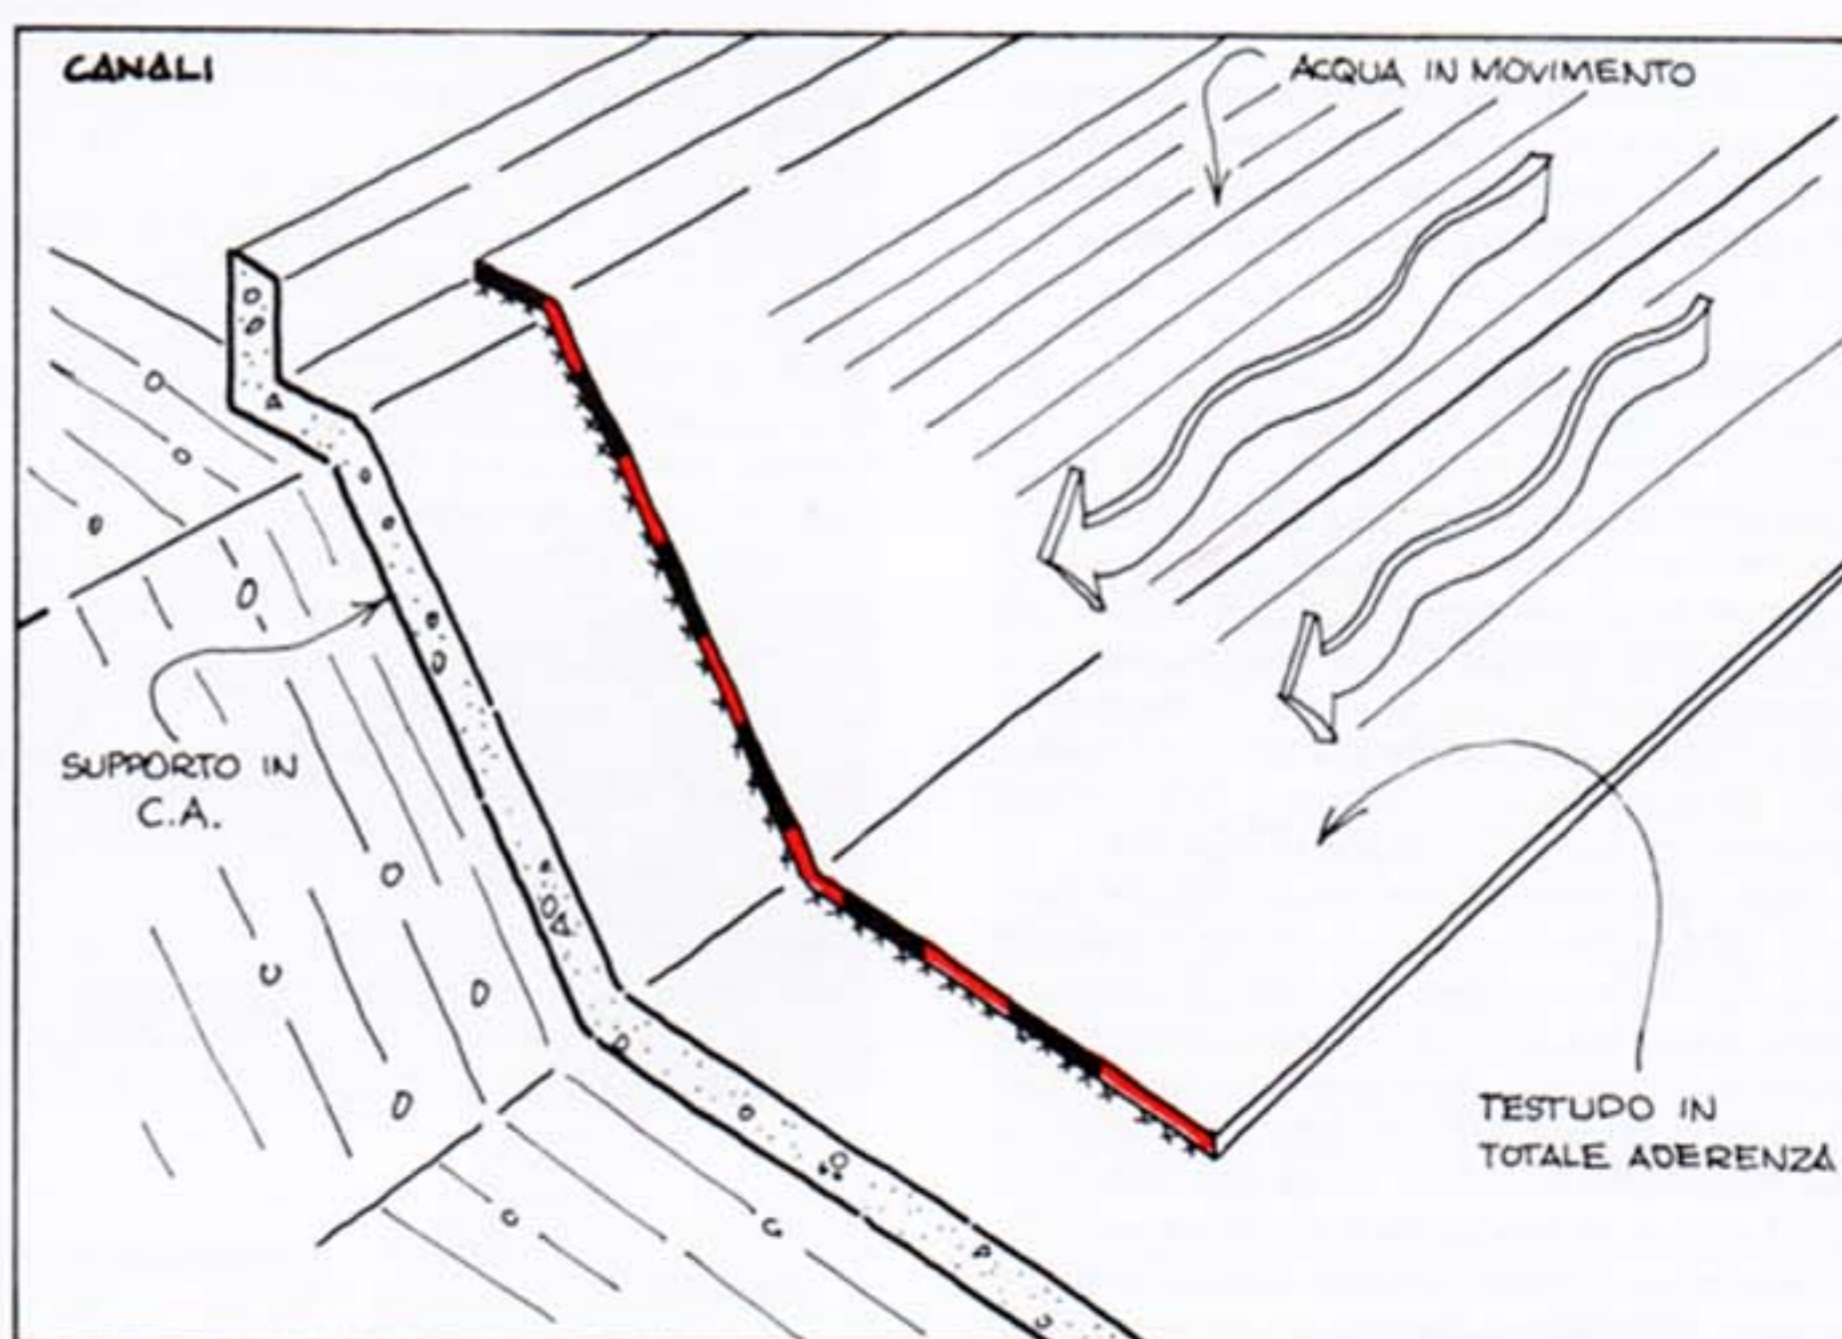 CANALI
ACQUA IN MOVIMENTO
SUPPORTO IN
C.A.
TESTUDO IN
TOTALE ADERENZA